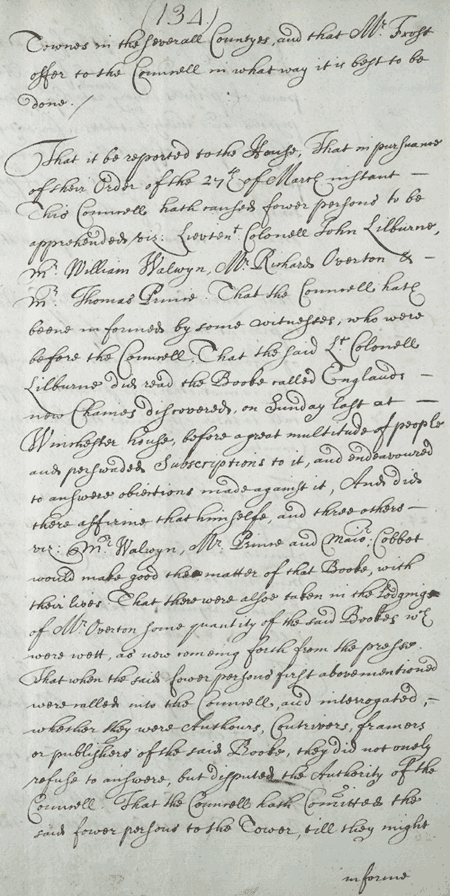 (134)
Townes in the severall Countyes, and that Mr Frost
offer to the Councell in what way it is best to be
done./
That it be reported to the House, That in pursuance
of their Order of the 27th of March instant —
This Councell hath caused fower persons to be
apprehended viz: Lievtent Colonell John Lilburne,
Mr William Walwyn, Mr Richard Overton & —
Mr Thomas Prince. That the Councell hath
beene informed by some witnesses, who were
before the Councell. That the said Lt Colonell
Lilburne did read the Booke called Englands —
new Chaines discovered, on Sunday last at —
Winchester house, before a great multitude of people
and perswaded Subscriptions to it, and endeavoured
to answere obiections made against it, And did
there affirme that himselfe, and three others —
viz: Mr Walwyn, Mr Prince and Maior Cobbet
would make good the matter of that Booke, with
their lives. That there were alsoe taken in the Lodginge
of Mr Overton some quantity of the said Bookes wch
were wett, as new comeing forth from the presse.
That when the said fower persons first abovementioned
were called into the Councell, and interrogated, —
whether they were Authours, Contrivers, framers
or publishers of the said Booke, they did not onely
refuse to answere, but disputed the Authority of the
Councell. That the Councell hath Comitted the
said fower persons to the Tower, till they might
informe